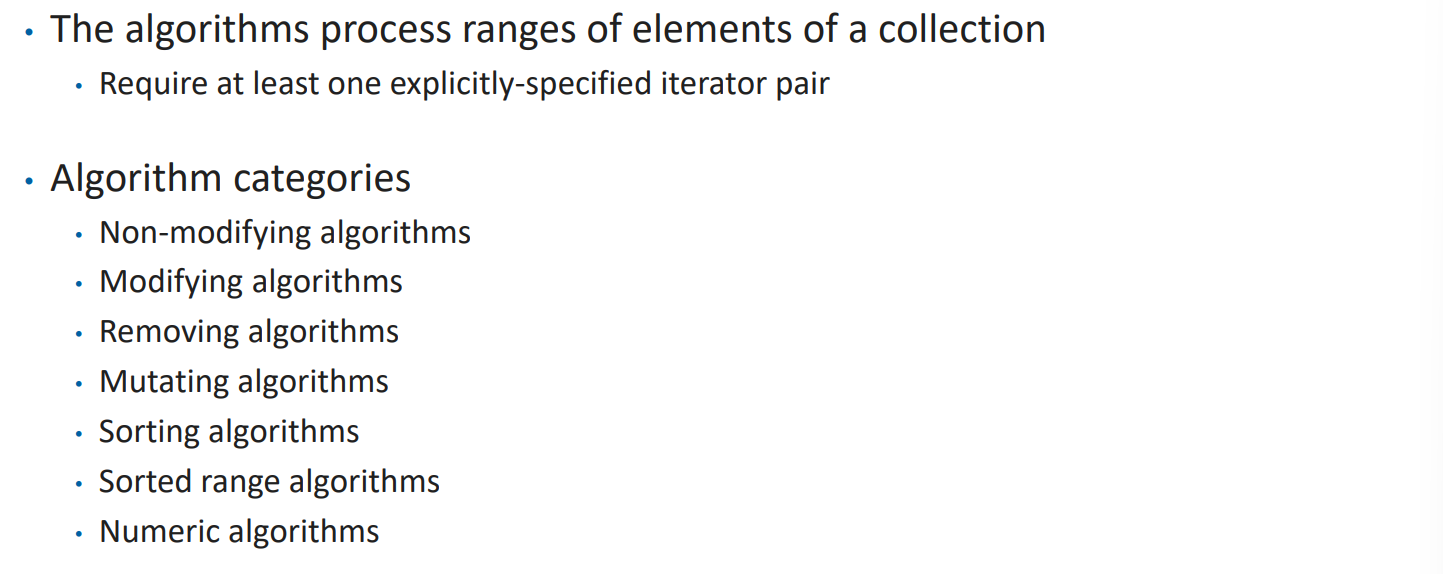 • The algorithms process ranges of elements of a collection
• Require at least one explicitly-specified iterator pair
• Algorithm categories
• Non-modifying algorithms
• Modifying algorithms
• Removing algorithms
• Mutating algorithms
• Sorting algorithms
• Sorted range algorithms
• Numeric algorithms